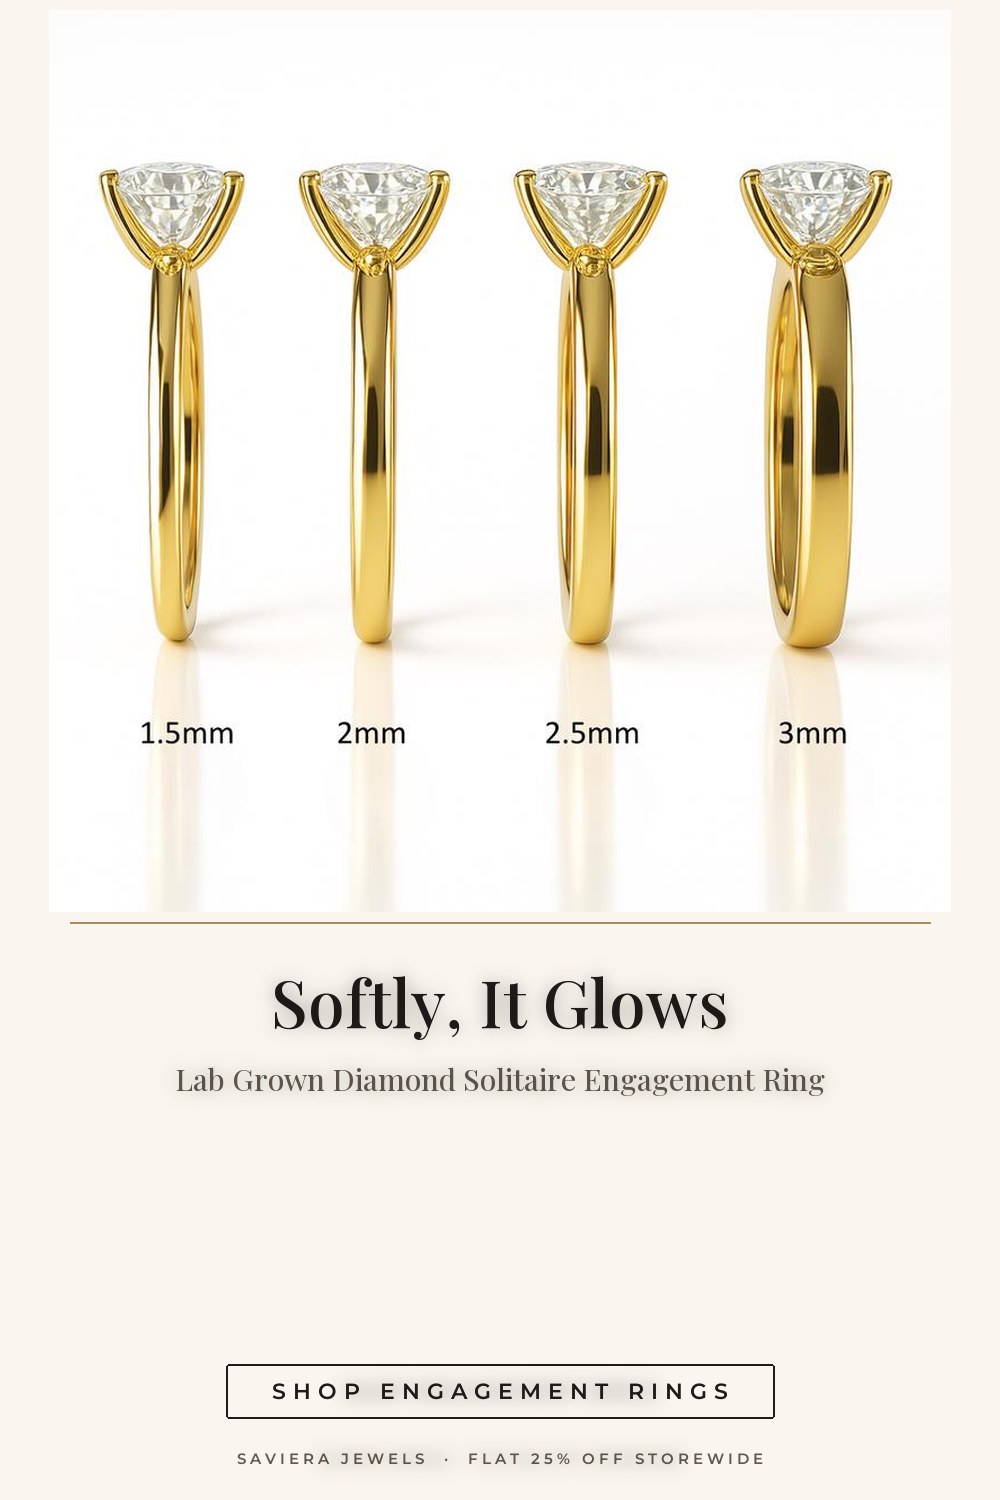 1.5mm 2mm 2.5mm 3mm
Softly, It Glows
Lab Grown Diamond Solitaire Engagement Ring
SHOP ENGAGEMENT RINGS
SAVIERA JEWELS · FLAT 25% OFF STOREWIDE